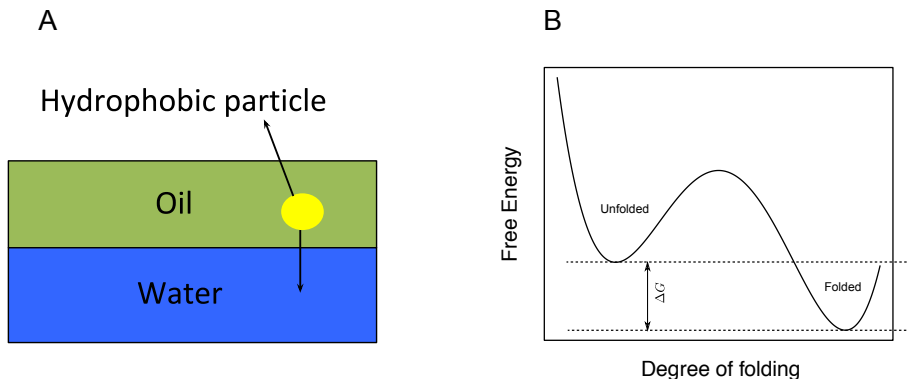 A
Hydrophobic particle
Oil
Water
B
Free Energy
Unfolded
ΔG
Folded
Degree of folding